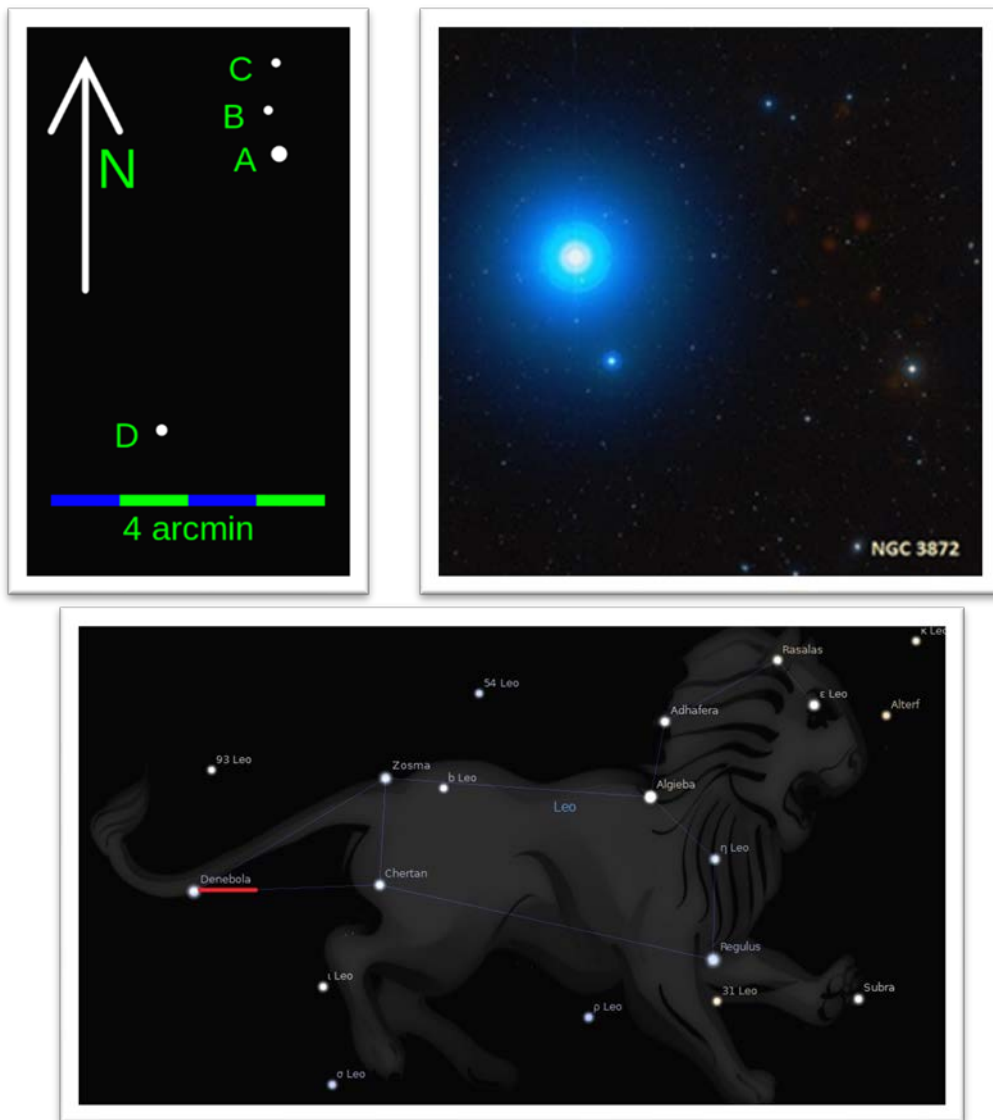 C
B
A
N
D
4 arcmin
NGC 3872
κ Leo
Rasalas
54 Leo
ε Leo
Adhafera
Alterf
93 Leo
Zosma
b Leo
Algieba
Leo
η Leo
Denebola
Chertan
Regulus
ι Leo
31 Leo
Subra
ρ Leo
σ Leo